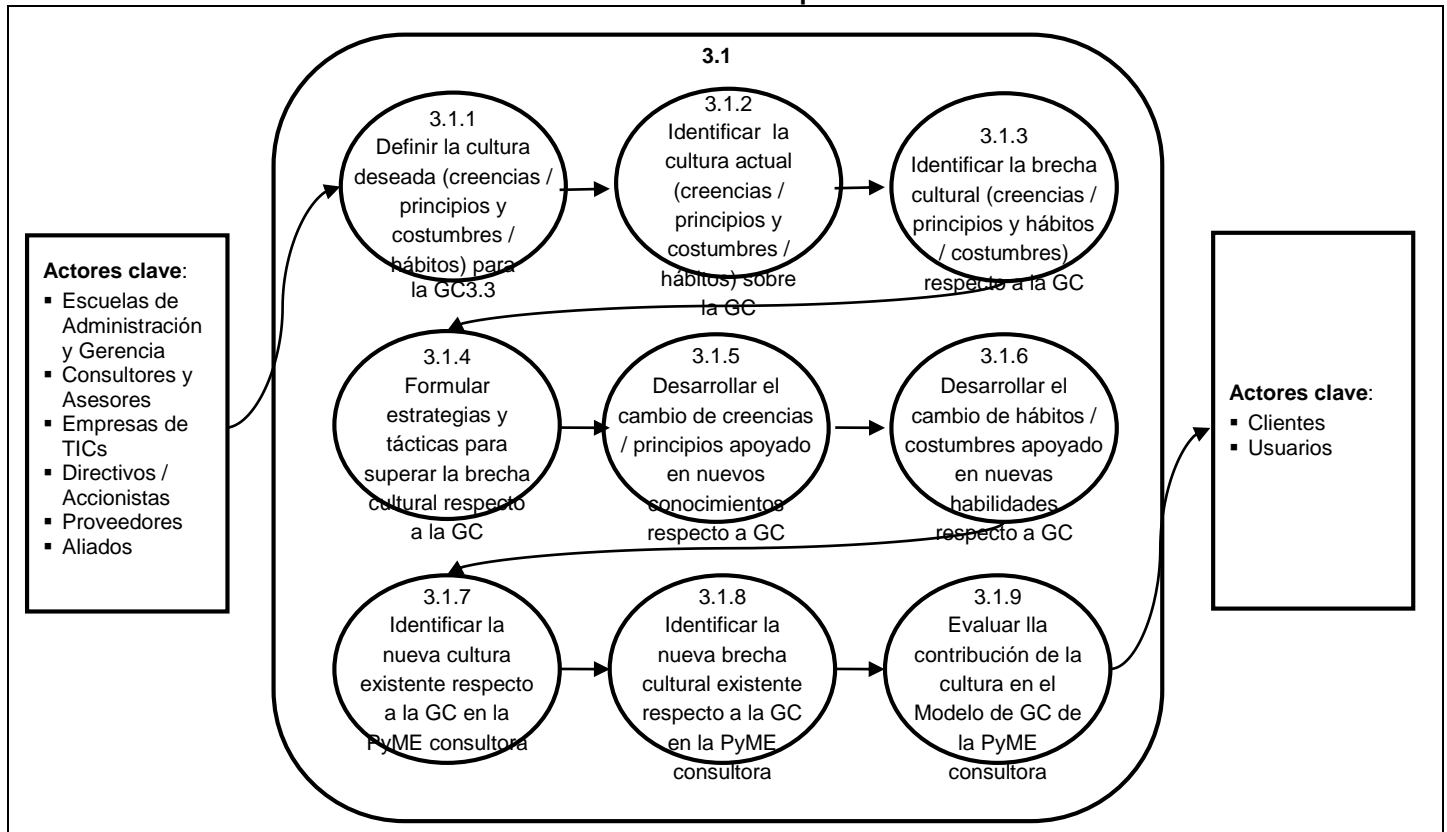 3.1
3.1.1
Definir la cultura
deseada (creencias /
principios y
costumbres /
hábitos) para
la GC3.3
3.1.2
Identificar la
cultura actual
(creencias /
principios y
costumbres /
hábitos) sobre
la GC
3.1.3
Identificar la brecha
cultural (creencias /
principios y hábitos
/ costumbres)
respecto a la GC
Actores clave:
▪ Escuelas de
Administración
y Gerencia
▪ Consultores y
Asesores
▪ Empresas de
TICs
▪ Directivos /
Accionistas
▪ Proveedores
▪ Aliados
3.1.4
Formular
estrategias y
tácticas para
superar la brecha
cultural respecto
a la GC
3.1.5
Desarrollar el
cambio de creencias
/ principios apoyado
en nuevos
conocimientos
respecto a GC
3.1.6
Desarrollar el
cambio de hábitos /
costumbres apoyado
en nuevas
habilidades
respecto a GC
Actores clave:
▪ Clientes
▪ Usuarios
3.1.7
Identificar la
nueva cultura
existente respecto
a la GC en la
PyME consultora
3.1.8
Identificar la
nueva brecha
cultural existente
respecto a la GC
en la PyME
consultora
3.1.9
Evaluar lla
contribución de la
cultura en el
Modelo de GC de
la PyME
consultora